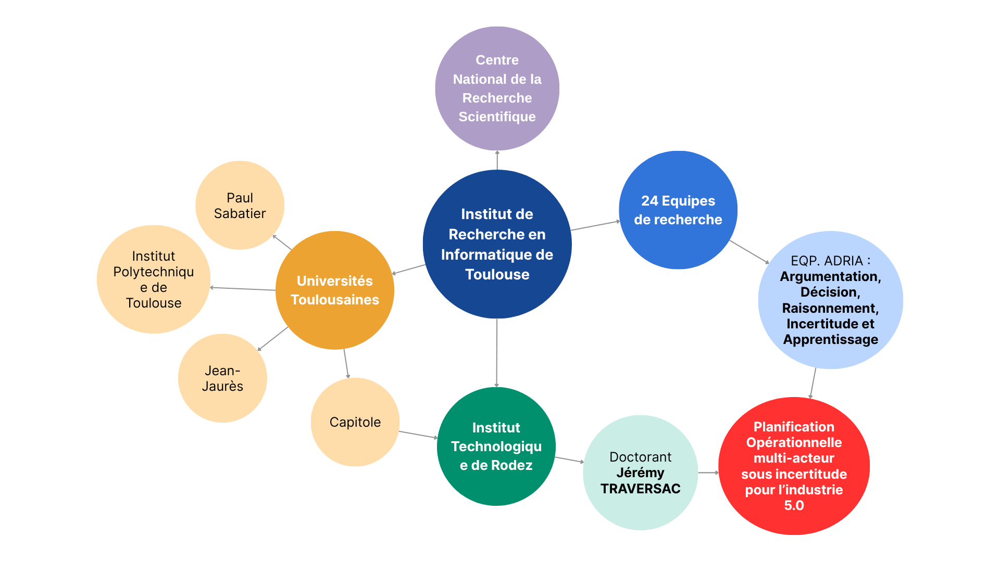 Centre
National de la
Recherche
Scientifique
24 Equipes
de recherche
Paul
Sabatier
Institut de
Recherche en
Informatique de
Toulouse
Institut
Polytechniqu
e de
Toulouse
Universités
Toulousaines
EQP. ADRIA :
Argumentation,
Décision,
Raisonnement,
Incertitude et
Apprentissage
Jean-
Jaurès
Capitole
Institut
Technologiqu
e de Rodez
Doctorant
Jérémy
TRAVERSAC
Planification
Opérationnelle
multi-acteur
sous incertitude
pour l’industrie
5.0